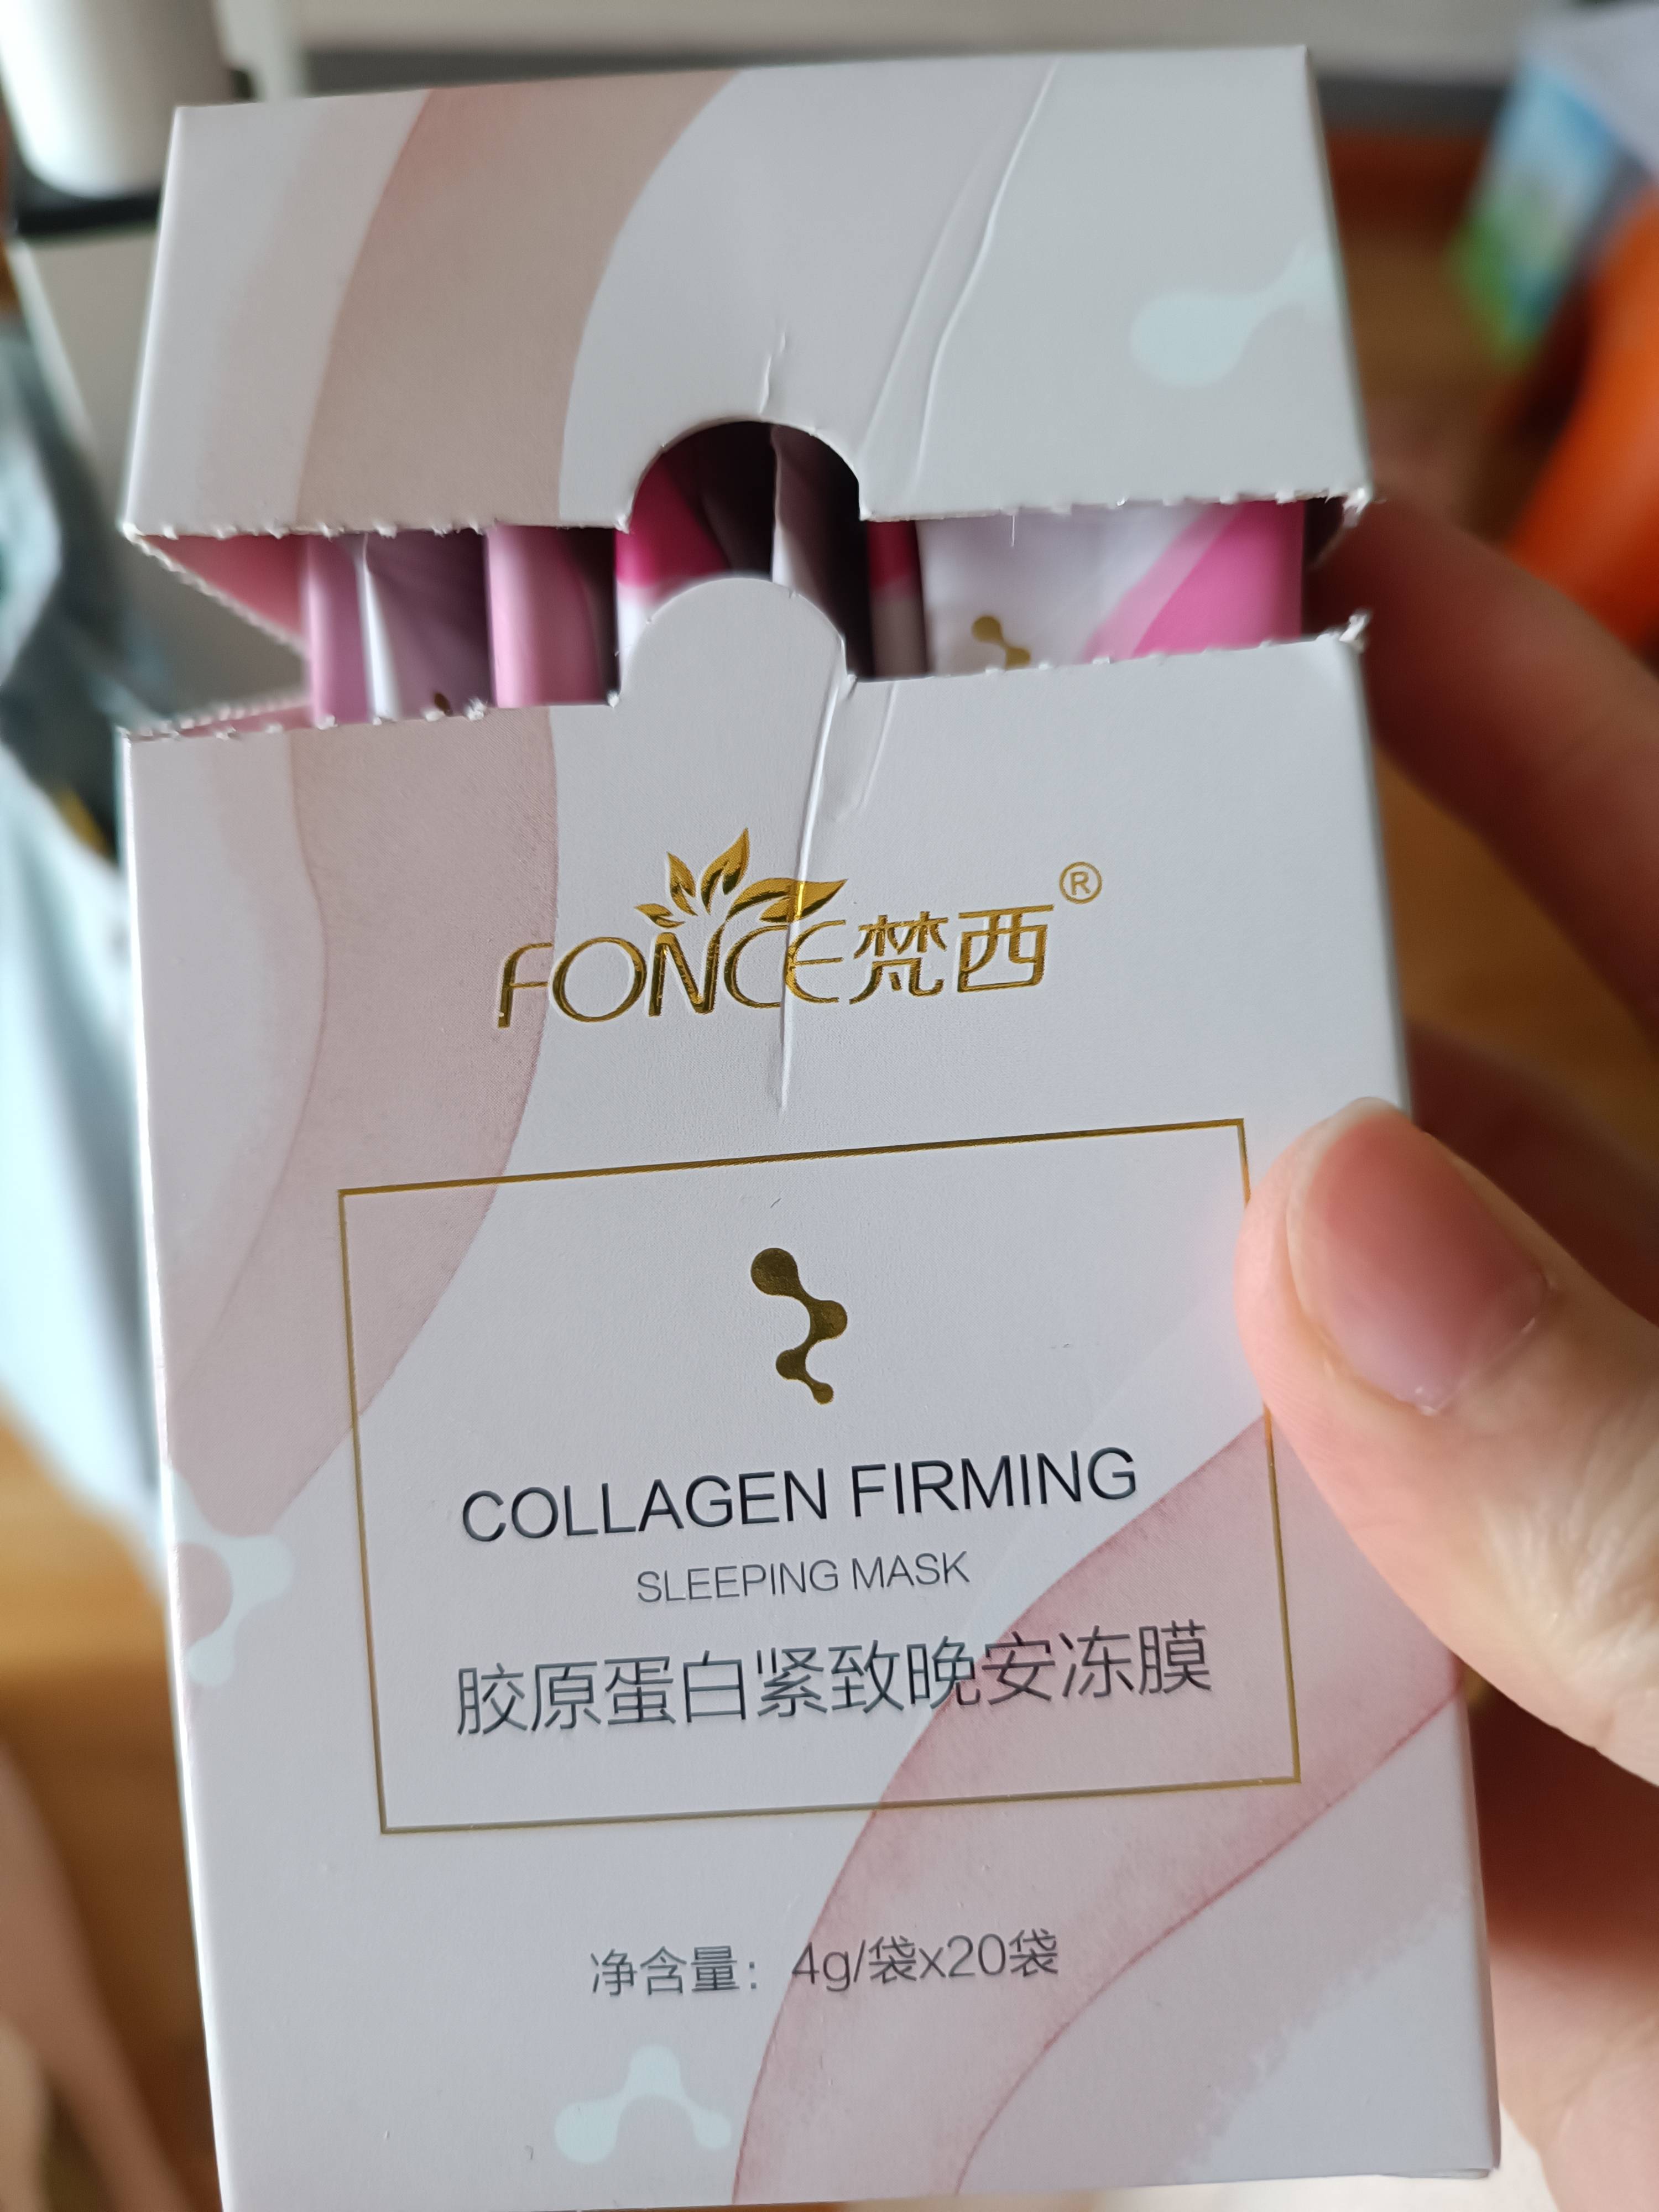 FONCE梵西®
COLLAGEN FIRMING
SLEEPING MASK
胶原蛋白紧致晚安冻膜
净含量：4g/袋x20袋